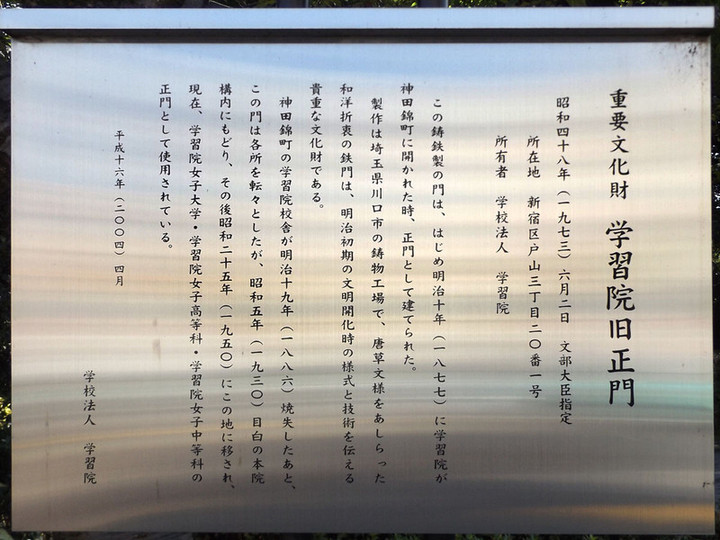 重要文化財　学習院旧正門
昭和四十八年（一九七三）六月二日　文部大臣指定
所在地　新宿区戸山三丁目二〇番一号
所有者　学校法人　学習院
この鋳鉄製の門は、はじめ明治十年（一八七七）に学習院が
神田錦町に開かれた時、正門として建てられた。
製作は埼玉県川口市の鋳物工場で、唐草文様をあしらった
和洋折衷の鉄門は、明治初期の文明開化時の様式と技術を伝える
貴重な文化財である。
神田錦町の学習院校舎が明治十九年（一八八六）焼失したあと、
この門は各所を転々としたが、昭和五年（一九三〇）目白の本院
構内にもどり、その後昭和二十五年（一九五〇）にこの地に移され、
現在、学習院女子大学・学習院女子高等科・学習院女子中等科の
正門として使用されている。
平成十六年（二〇〇四）四月
学校法人　学習院